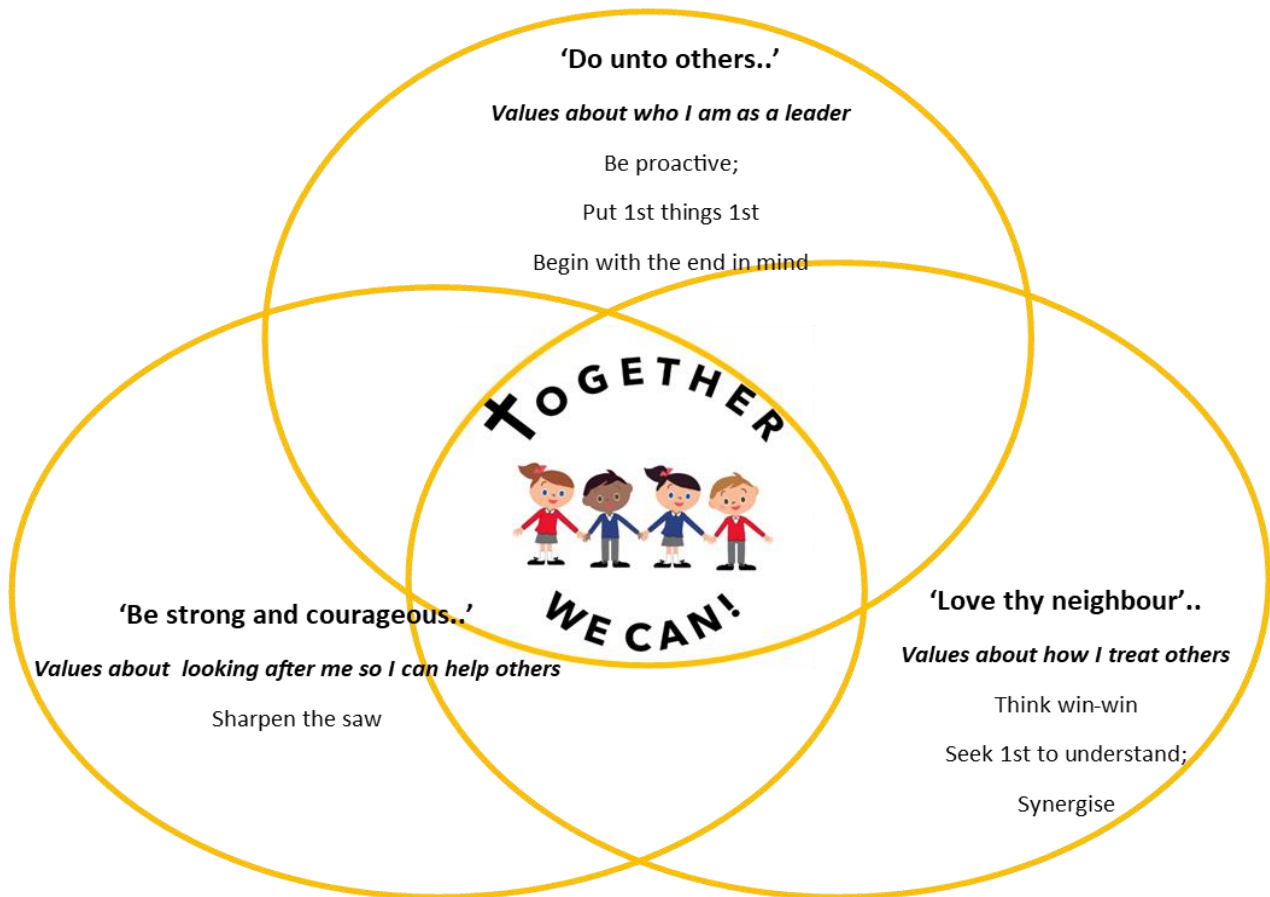 ‘Do unto others..’
Values about who I am as a leader
Be proactive;
Put 1st things 1st
Begin with the end in mind
TOGETHER
WE CAN!
‘Be strong and courageous..’
Values about  looking after me so I can help others
Sharpen the saw
‘Love thy neighbour’..
Values about how I treat others
Think win-win
Seek 1st to understand;
Synergise